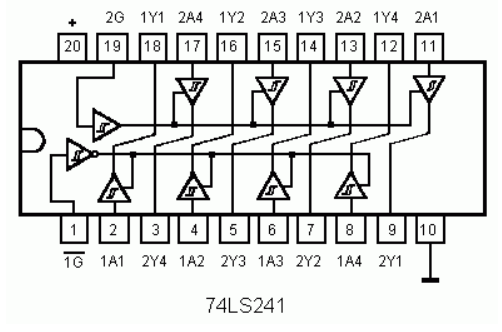 + 2G 1Y1 2A4 1Y2 2A3 1Y3 2A2 1Y4 2A1
20 19 18 17 16 15 14 13 12 11
1 2 3 4 5 6 7 8 9 10
1G 1A1 2Y4 1A2 2Y3 1A3 2Y2 1A4 2Y1
74LS241